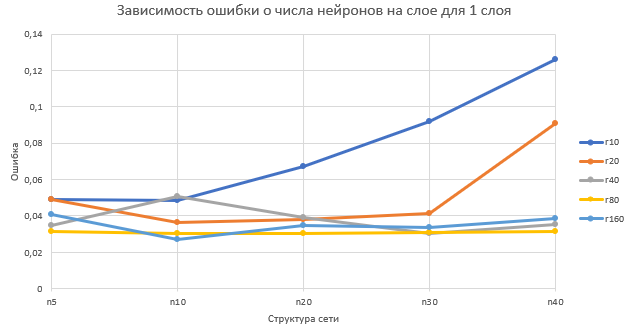 Зависимость ошибки о числа нейронов на слое для 1 слоя
0,14
0,12
0,1
0,08
0,06
0,04
0,02
0
Ошибка
n5 n10 n20 n30 n40
Структура сети
r10
r20
r40
r80
r160